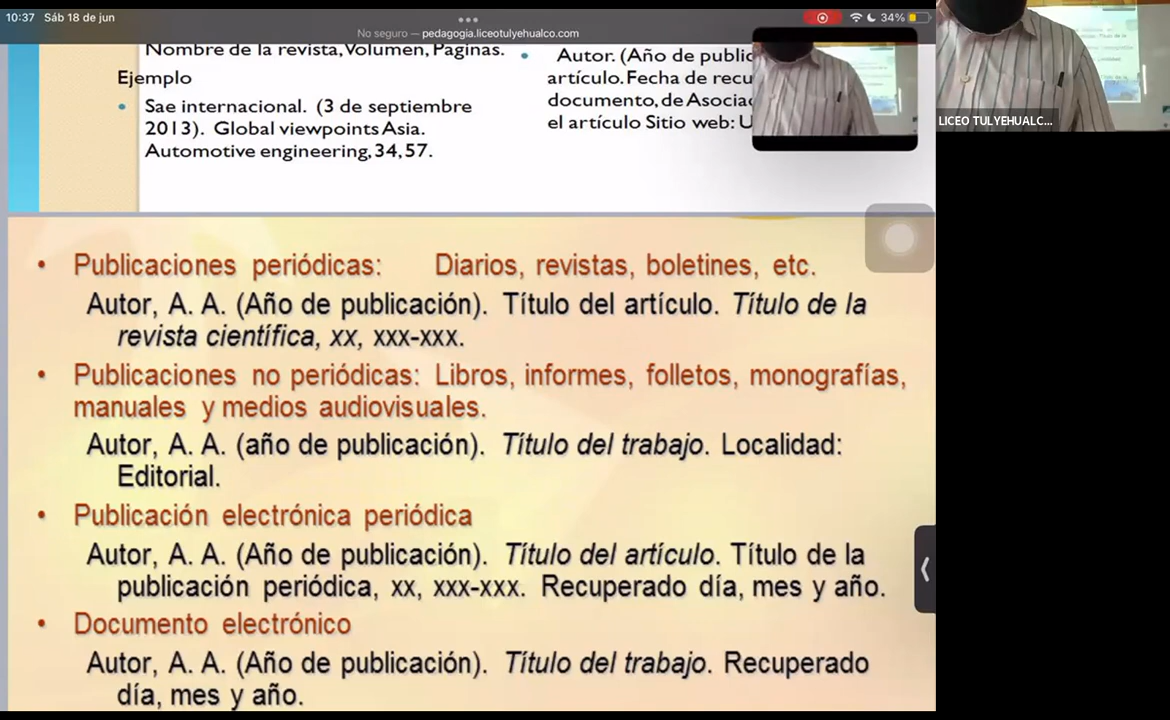 10:37 Sáb 18 de jun
34%
No seguro — pedagogia.liceotulyehualco.com
Nombre de la revista, Volumen, Paginas.
Ejemplo
• Sae internacional. (3 de septiembre
2013). Global viewpoints Asia.
Automotive engineering, 34, 57.
• Autor. (Año de public
artículo. Fecha de recu
documento, de Asociac
el artículo Sitio web: U
LICEO TULYEHUALC...
• Publicaciones periódicas: Diarios, revistas, boletines, etc.
Autor, A. A. (Año de publicación). Título del artículo. Título de la
revista científica, xx, xxx-xxx.
• Publicaciones no periódicas: Libros, informes, folletos, monografías,
manuales y medios audiovisuales.
Autor, A. A. (año de publicación). Título del trabajo. Localidad:
Editorial.
• Publicación electrónica periódica
Autor, A. A. (Año de publicación). Título del artículo. Título de la
publicación periódica, xx, xxx-xxx. Recuperado día, mes y año.
• Documento electrónico
Autor, A. A. (Año de publicación). Título del trabajo. Recuperado
día, mes y año.